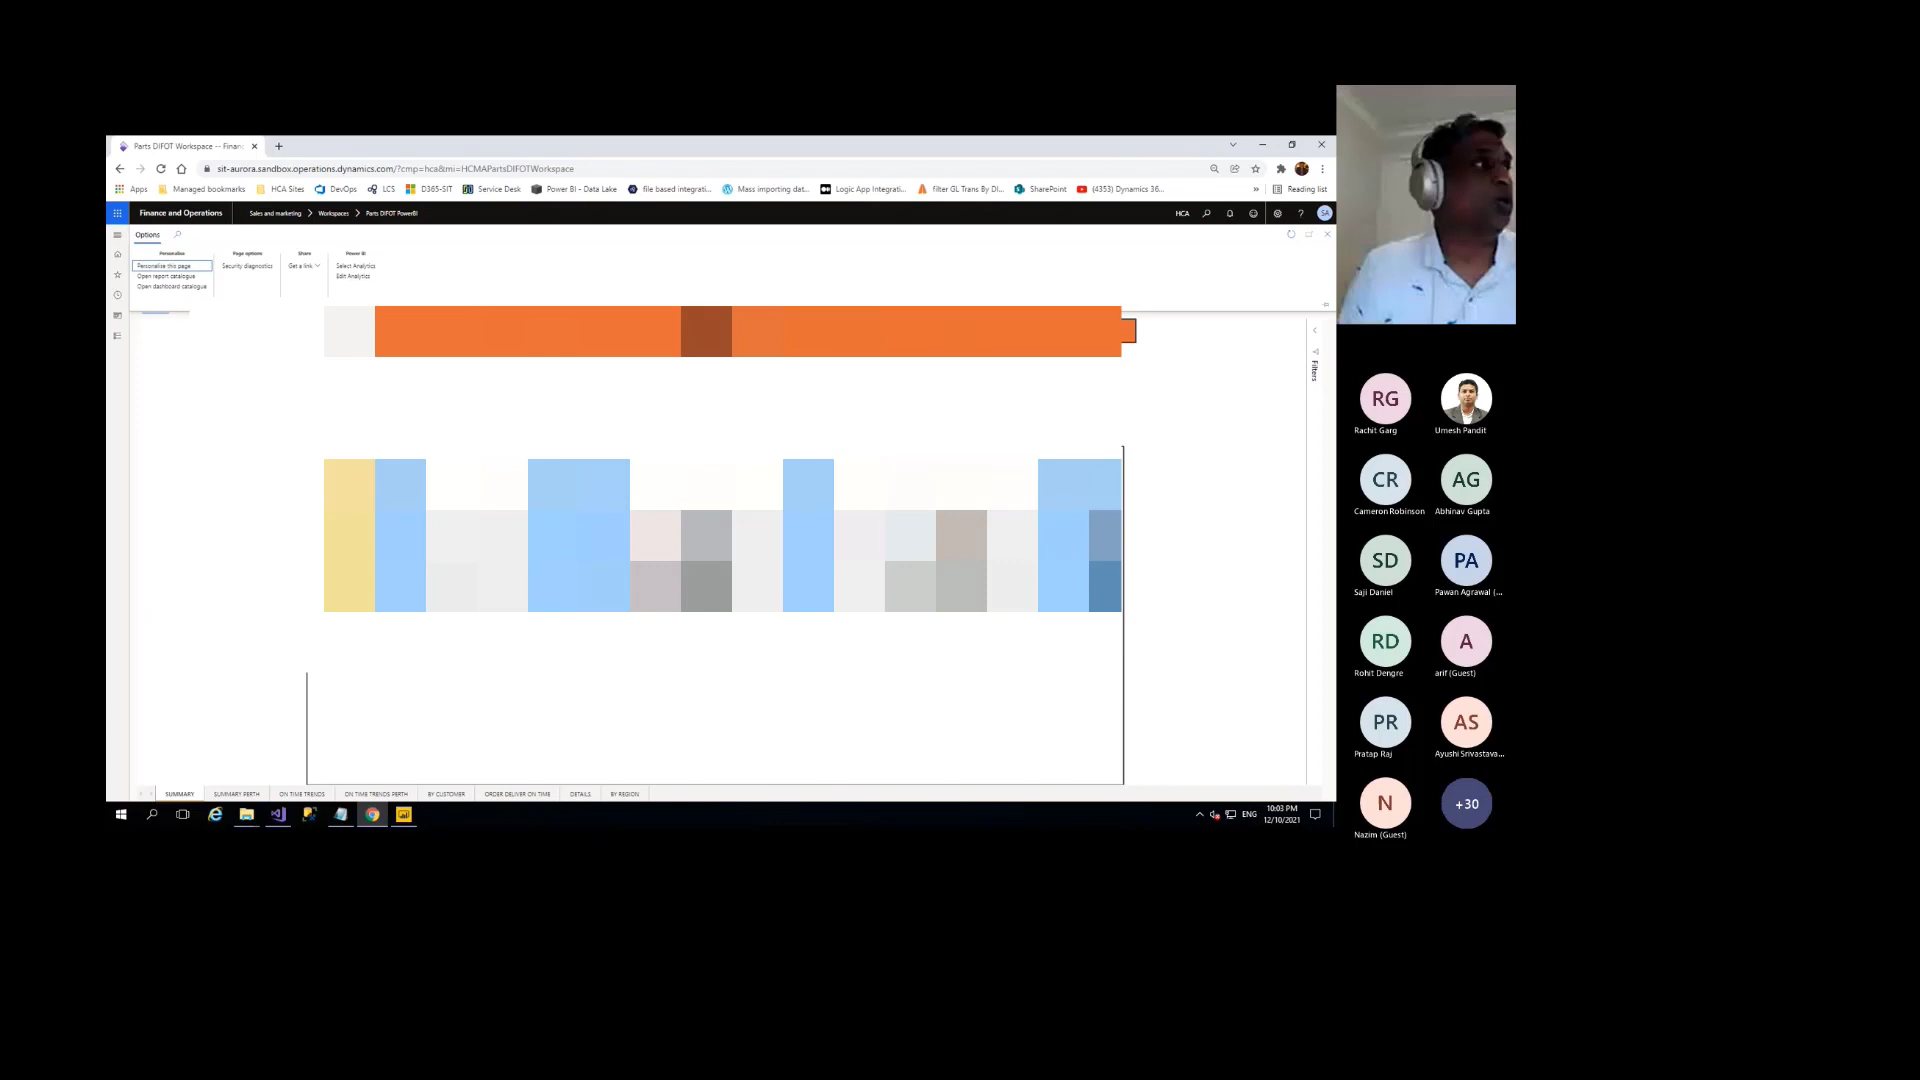 Parts DIFOT Workspace -- Financ
sit-aurora.sandbox.operations.dynamics.com/?cmp=hca&mi=HCMAPartsDIFOTWorkspace
Apps Managed bookmarks HCA Sites DevOps LCS D365-SIT Service Desk Power BI - Data Lake file based integrati... Mass importing dat... Logic App Integrati... filter GL Trans By Di... SharePoint (4353) Dynamics 36... » Reading list
Finance and Operations Sales and marketing Workspaces Parts DIFOT PowerBI HCA ? SA
Options
Personalise Page options Share Power BI
Personalise this page Security diagnostics Get a link Select Analytics
Open report catalogue Edit Analytics
Open dashboard catalogue
Filters
SUMMARY SUMMARY PERTH ON TIME TRENDS ON TIME TRENDS PERTH BY CUSTOMER ORDER DELIVER ON TIME DETAILS BY REGION
ENG 10:03 PM
12/10/2021
RG
Rachit Garg Umesh Pandit
CR AG
Cameron Robinson Abhinav Gupta
SD PA
Saji Daniel Pawan Agrawal (...
RD A
Rohit Dengre arif (Guest)
PR AS
Pratap Raj Ayushi Srivastava...
N +30
Nazim (Guest)